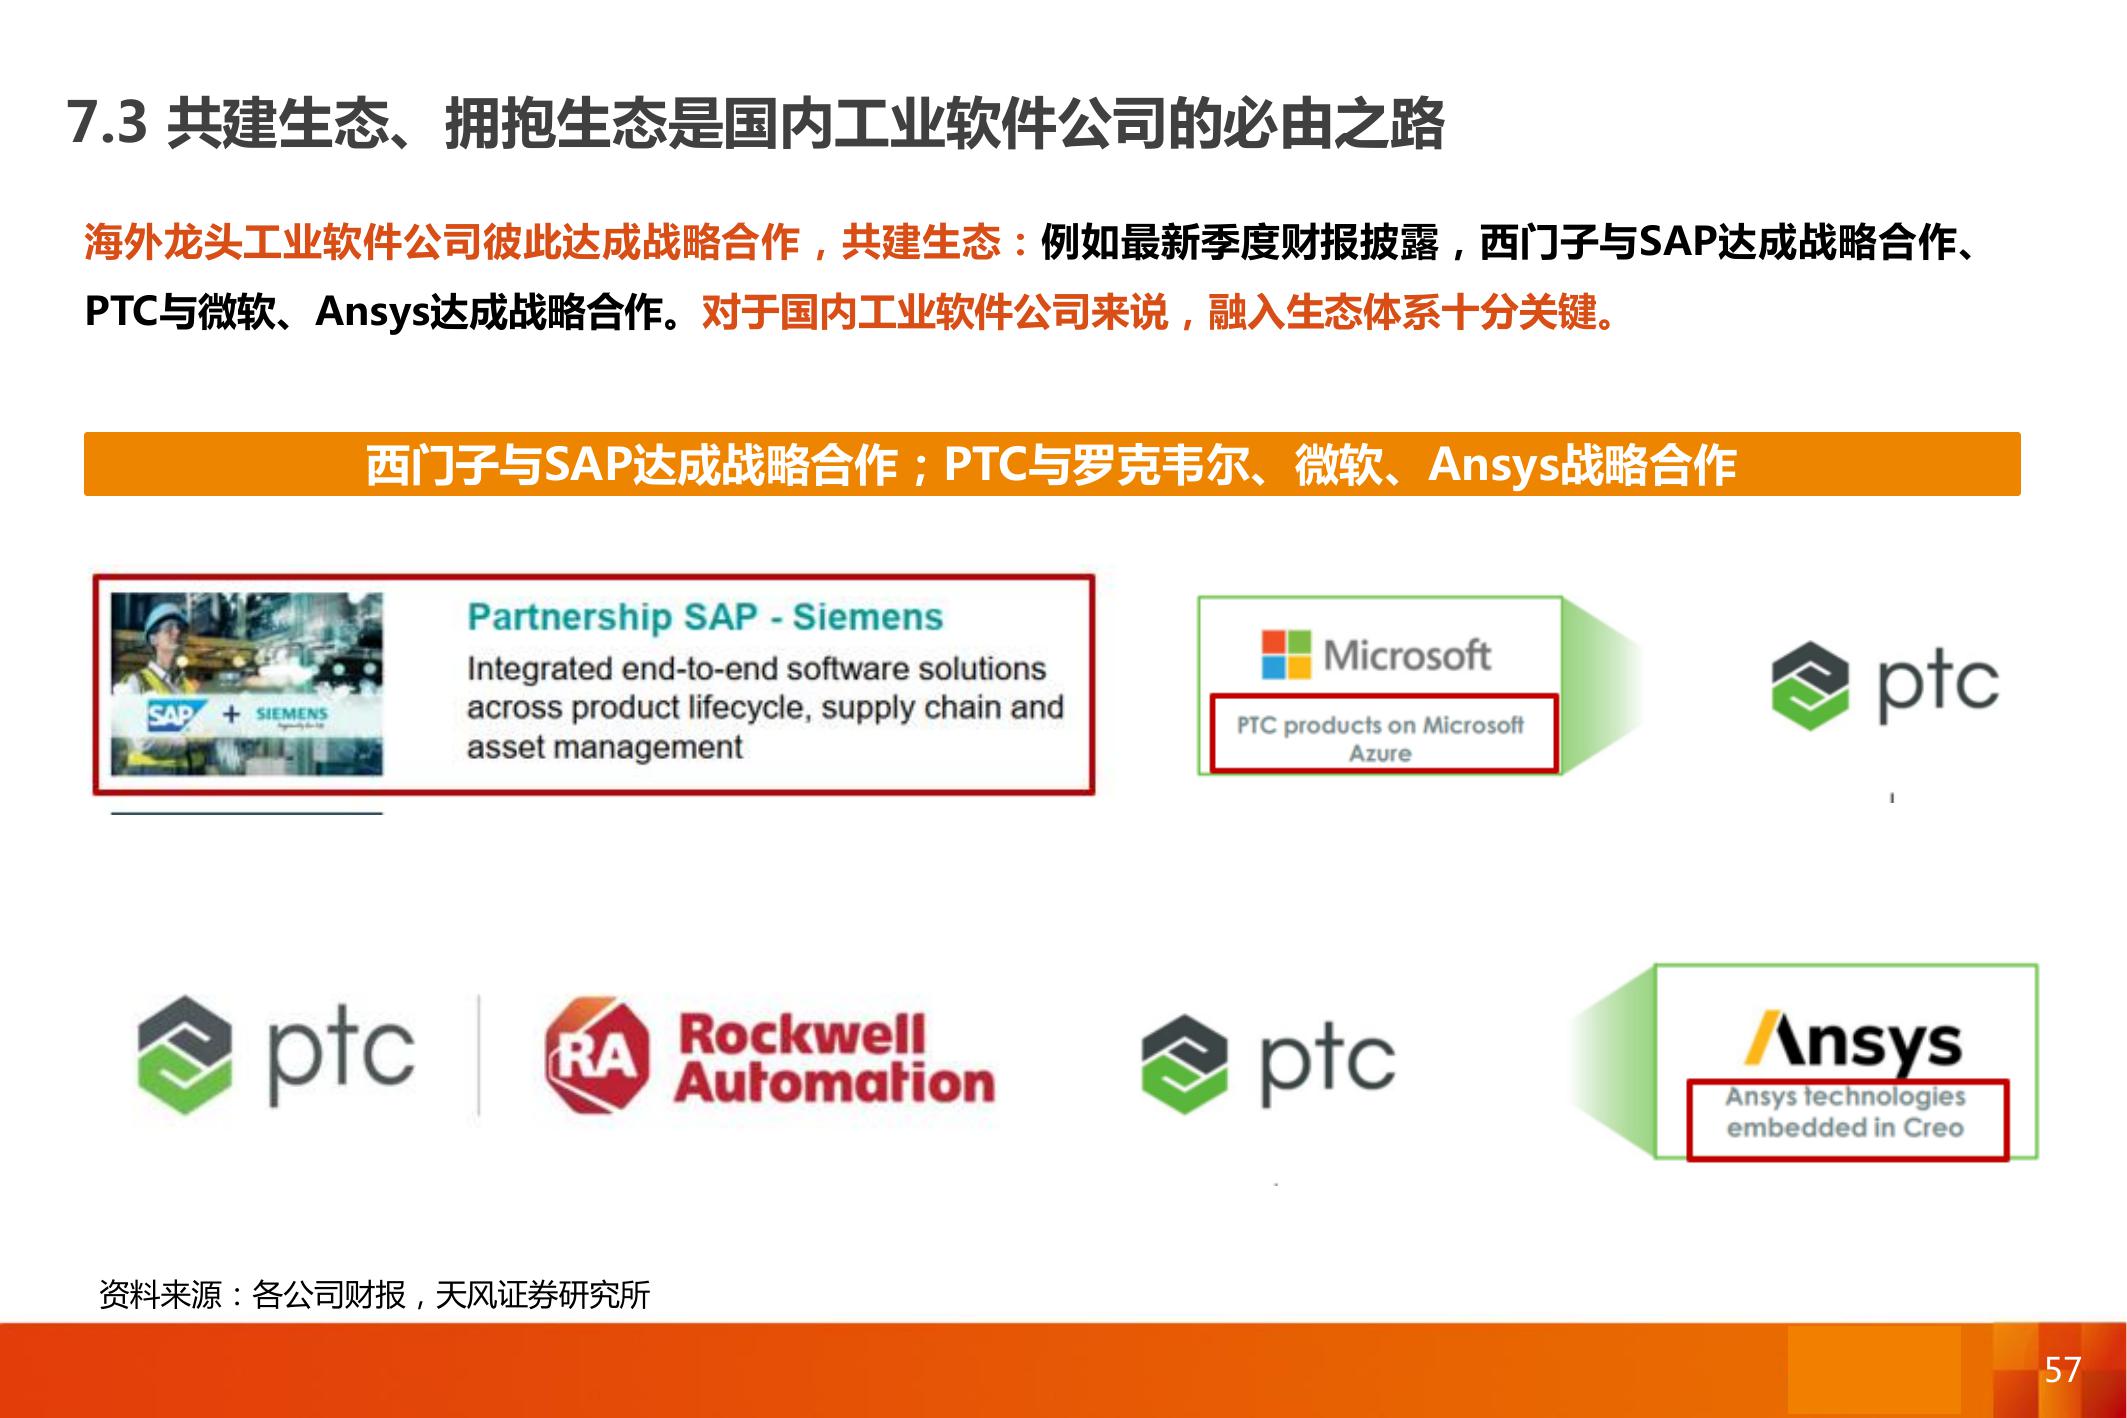 7.3 共建生态、拥抱生态是国内工业软件公司的必由之路
海外龙头工业软件公司彼此达成战略合作，共建生态：例如最新季度财报披露，西门子与SAP达成战略合作、
PTC与微软、Ansys达成战略合作。对于国内工业软件公司来说，融入生态体系十分关键。
西门子与SAP达成战略合作；PTC与罗克韦尔、微软、Ansys战略合作
Partnership SAP - Siemens
Integrated end-to-end software solutions
across product lifecycle, supply chain and
asset management
SAP + SIEMENS
Microsoft
PTC products on Microsoft
Azure
ptc
ptc
RA
Rockwell
Automation
ptc
Ansys
Ansys technologies
embedded in Creo
资料来源：各公司财报，天风证券研究所
57